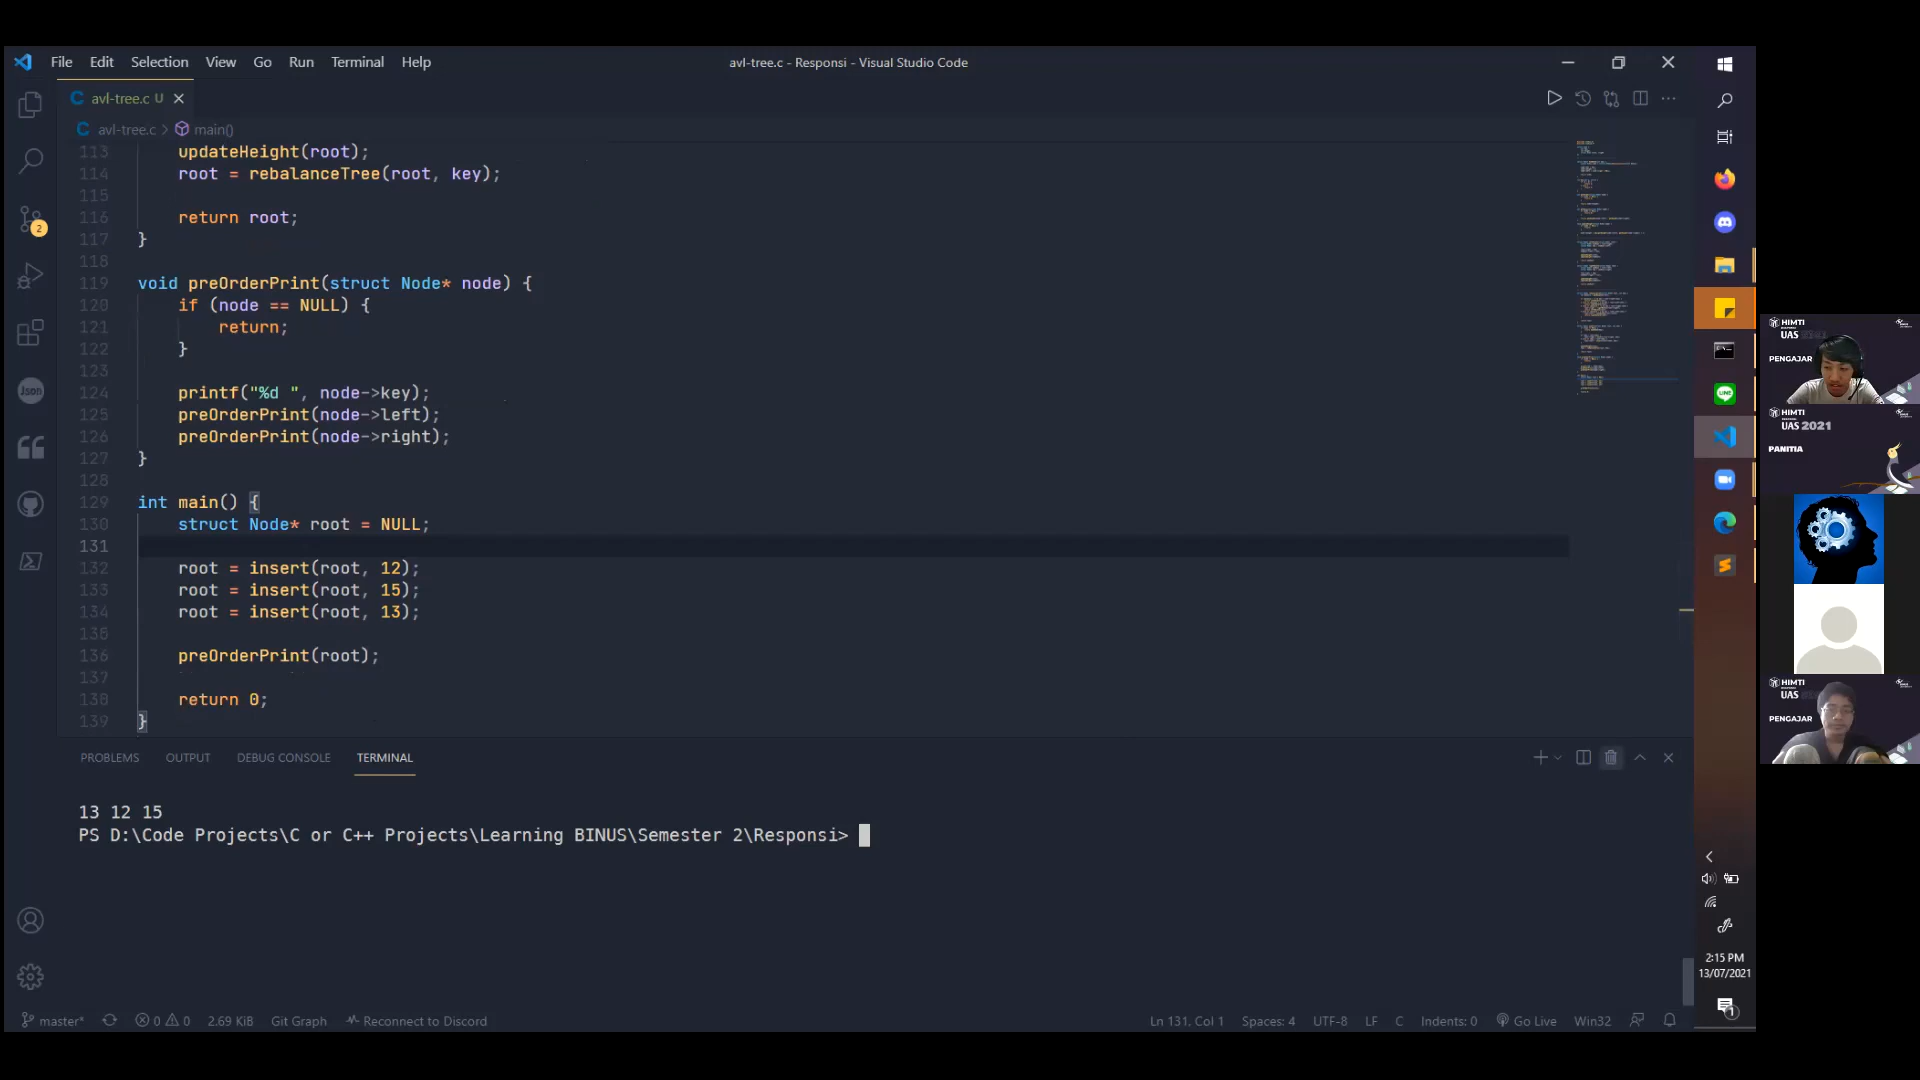 File Edit Selection View Go Run Terminal Help
avl-tree.c - Responsi - Visual Studio Code
avl-tree.c U
avl-tree.c > main()
113 updateHeight(root);
114 root = rebalanceTree(root, key);
115
116 return root;
117 }
118
119 void preOrderPrint(struct Node* node) {
120 if (node == NULL) {
121 return;
122 }
123
124 printf("%d ", node->key);
125 preOrderPrint(node->left);
126 preOrderPrint(node->right);
127 }
128
129 int main() {
130 struct Node* root = NULL;
131
132 root = insert(root, 12);
133 root = insert(root, 15);
134 root = insert(root, 13);
135
136 preOrderPrint(root);
137
138 return 0;
139 }
2
Json
PROBLEMS OUTPUT DEBUG CONSOLE TERMINAL
13 12 15
PS D:\Code Projects\C or C++ Projects\Learning BINUS\Semester 2\Responsi>
master* 0 0 2.69 KiB Git Graph Reconnect to Discord
Ln 131, Col 1 Spaces: 4 UTF-8 LF C Indents: 0 Go Live Win32
2:15 PM
13/07/2021
1
HIMTI
UAS
PENGAJAR
HIMTI
UAS 2021
PANITIA
HIMTI
UAS
PENGAJAR